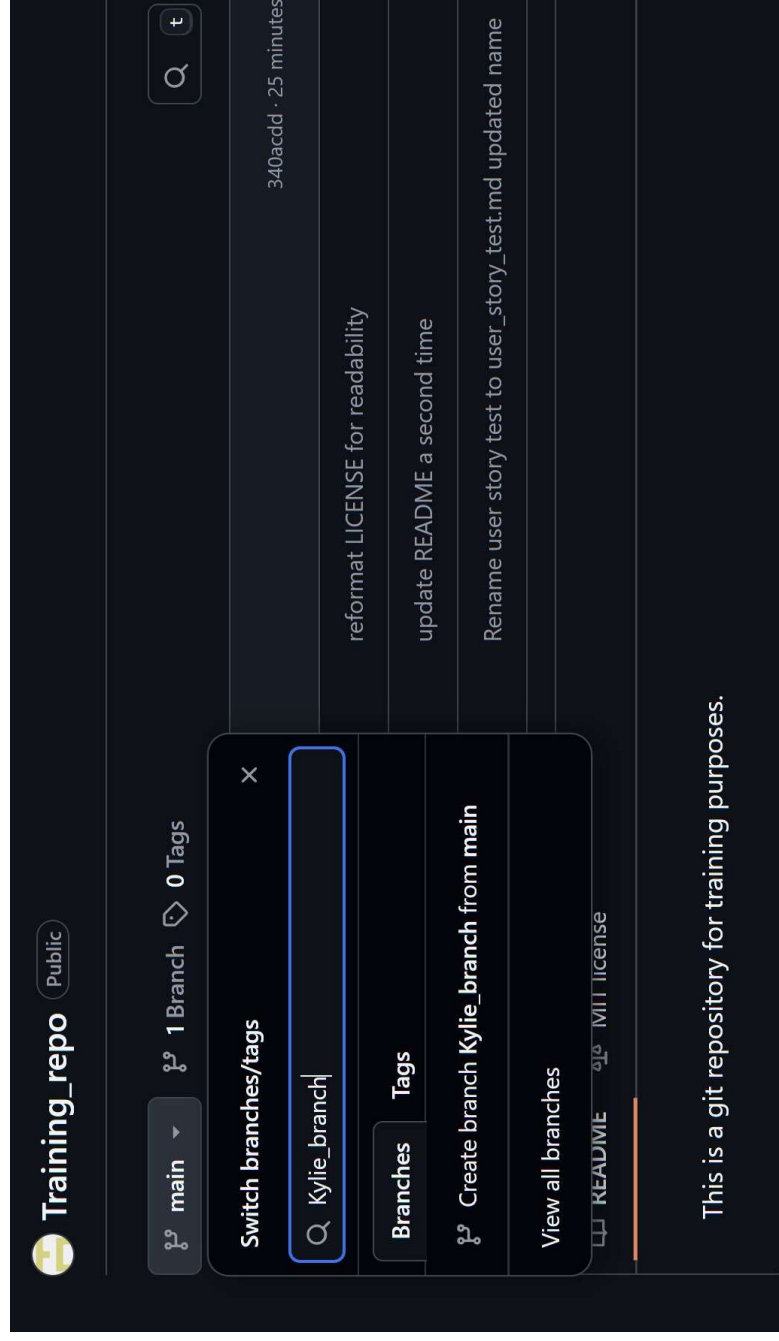 Training_repo Public
main 1 Branch 0 Tags
t
Switch branches/tags
340acdd · 25 minutes
Kylie_branch
reformat LICENSE for readability
Branches Tags
update README a second time
Create branch Kylie_branch from main
Rename user story test to user_story_test.md updated name
View all branches
README MIT license
This is a git repository for training purposes.